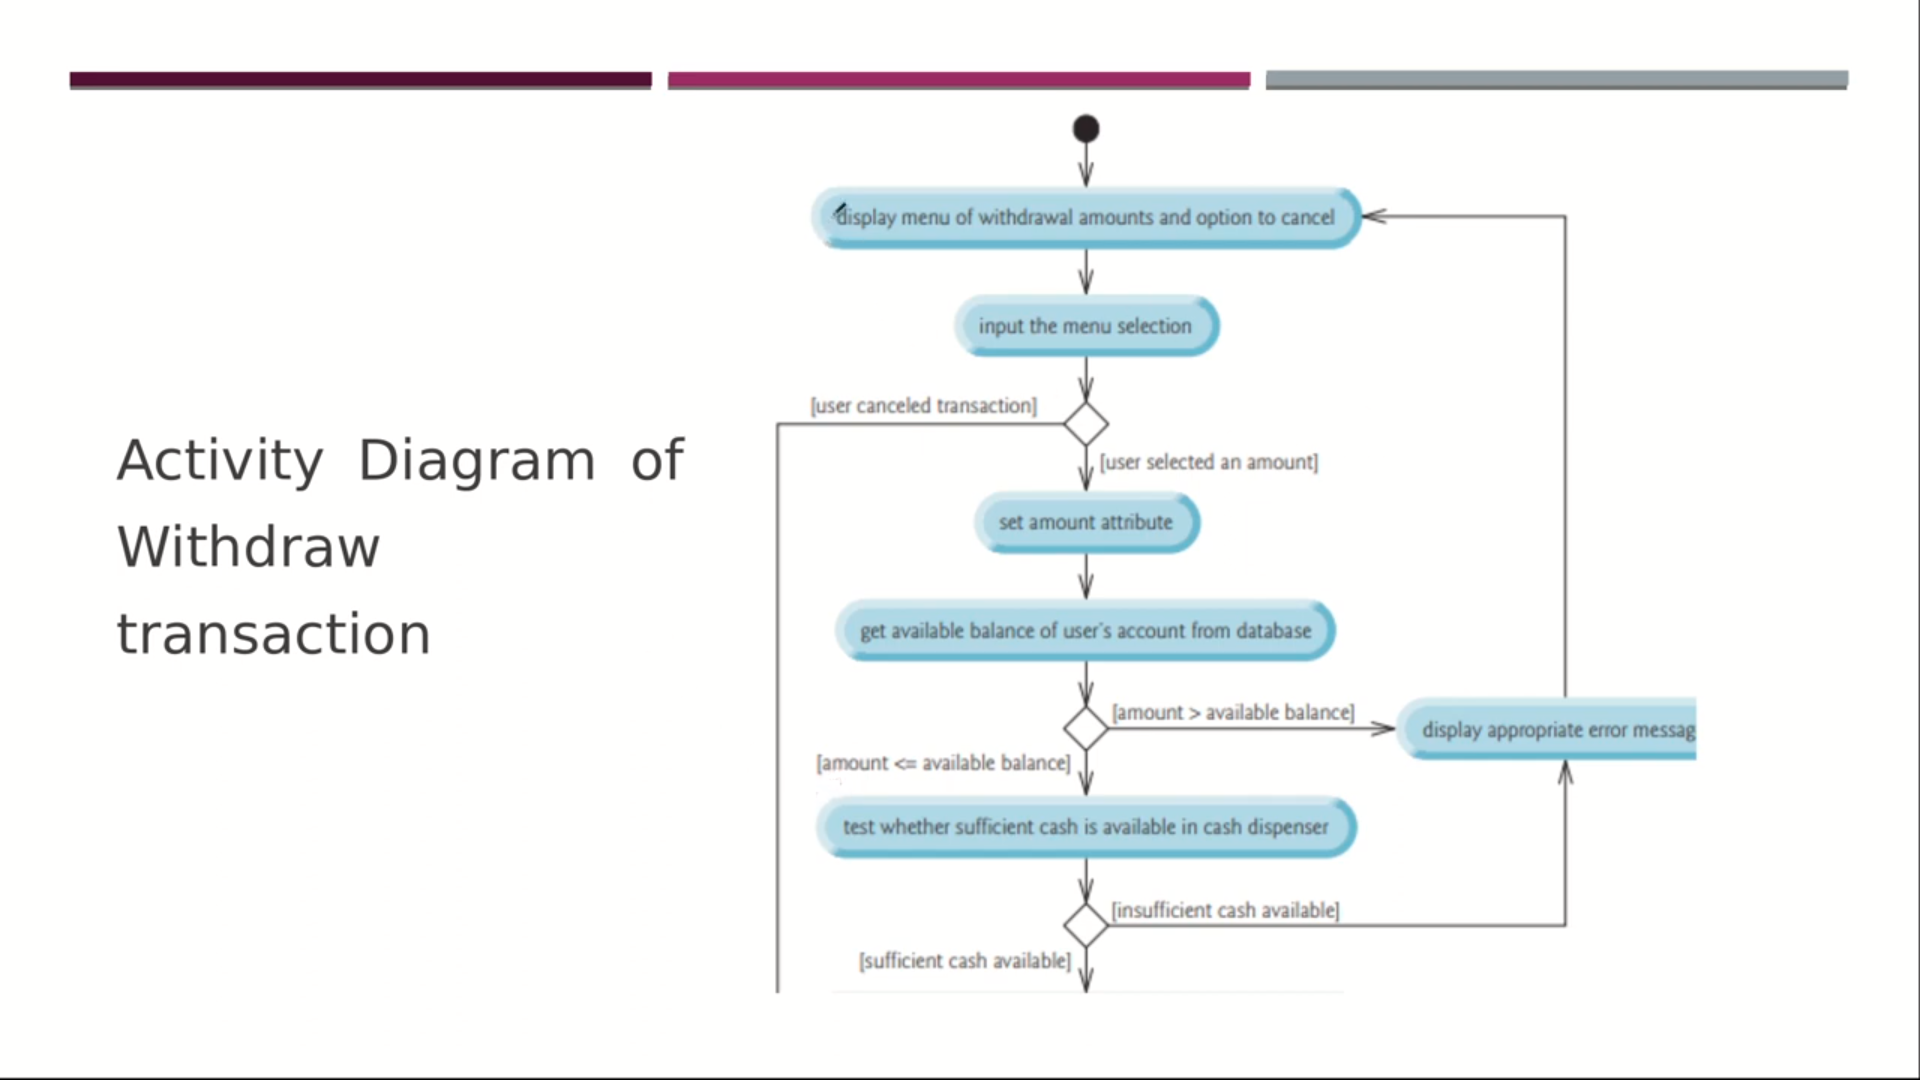 Activity Diagram of
Withdraw
transaction
display menu of withdrawal amounts and option to cancel
input the menu selection
[user canceled transaction]
[user selected an amount]
set amount attribute
get available balance of user's account from database
[amount > available balance]
display appropriate error messag
[amount <= available balance]
test whether sufficient cash is available in cash dispenser
[insufficient cash available]
[sufficient cash available]